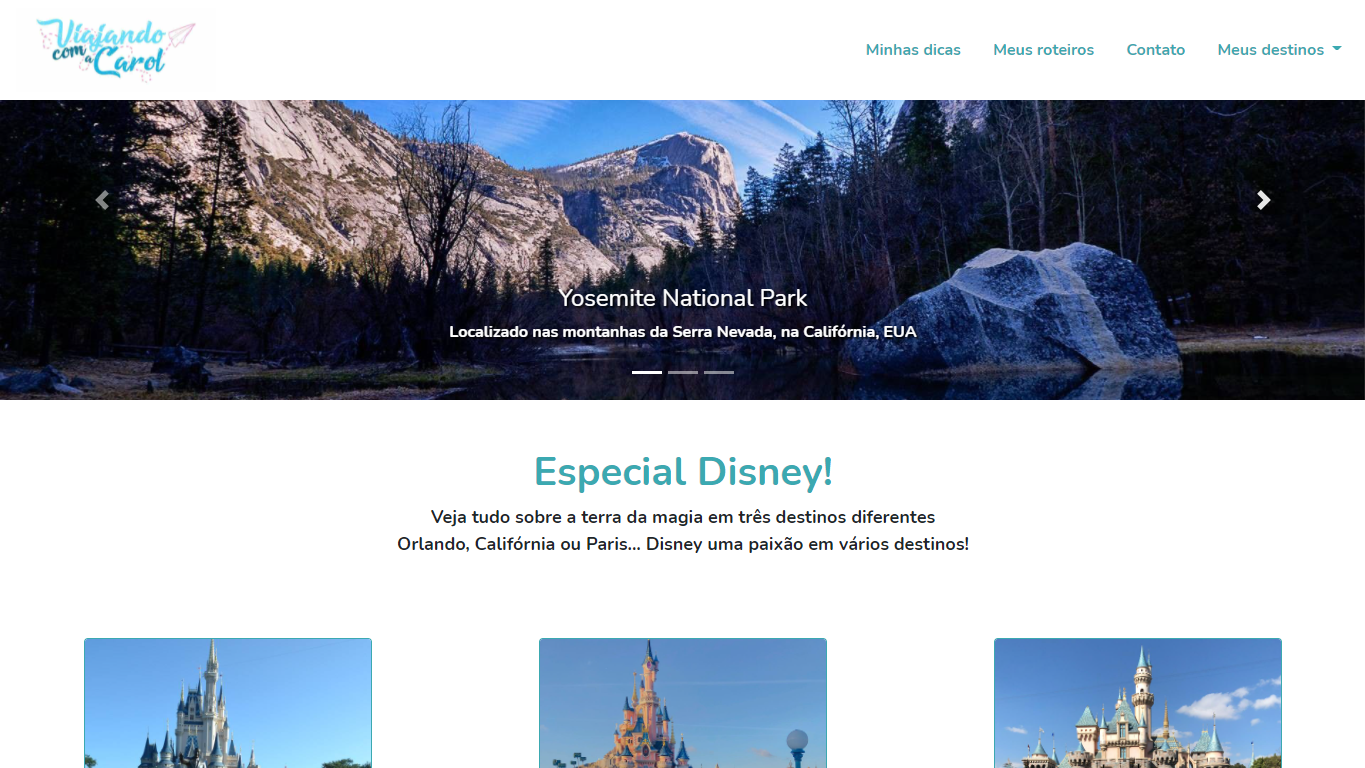 Viajando
com a Carol
Minhas dicas
Meus roteiros
Contato
Meus destinos
Yosemite National Park
Localizado nas montanhas da Serra Nevada, na Califórnia, EUA
Especial Disney!
Veja tudo sobre a terra da magia em três destinos diferentes
Orlando, Califórnia ou Paris... Disney uma paixão em vários destinos!